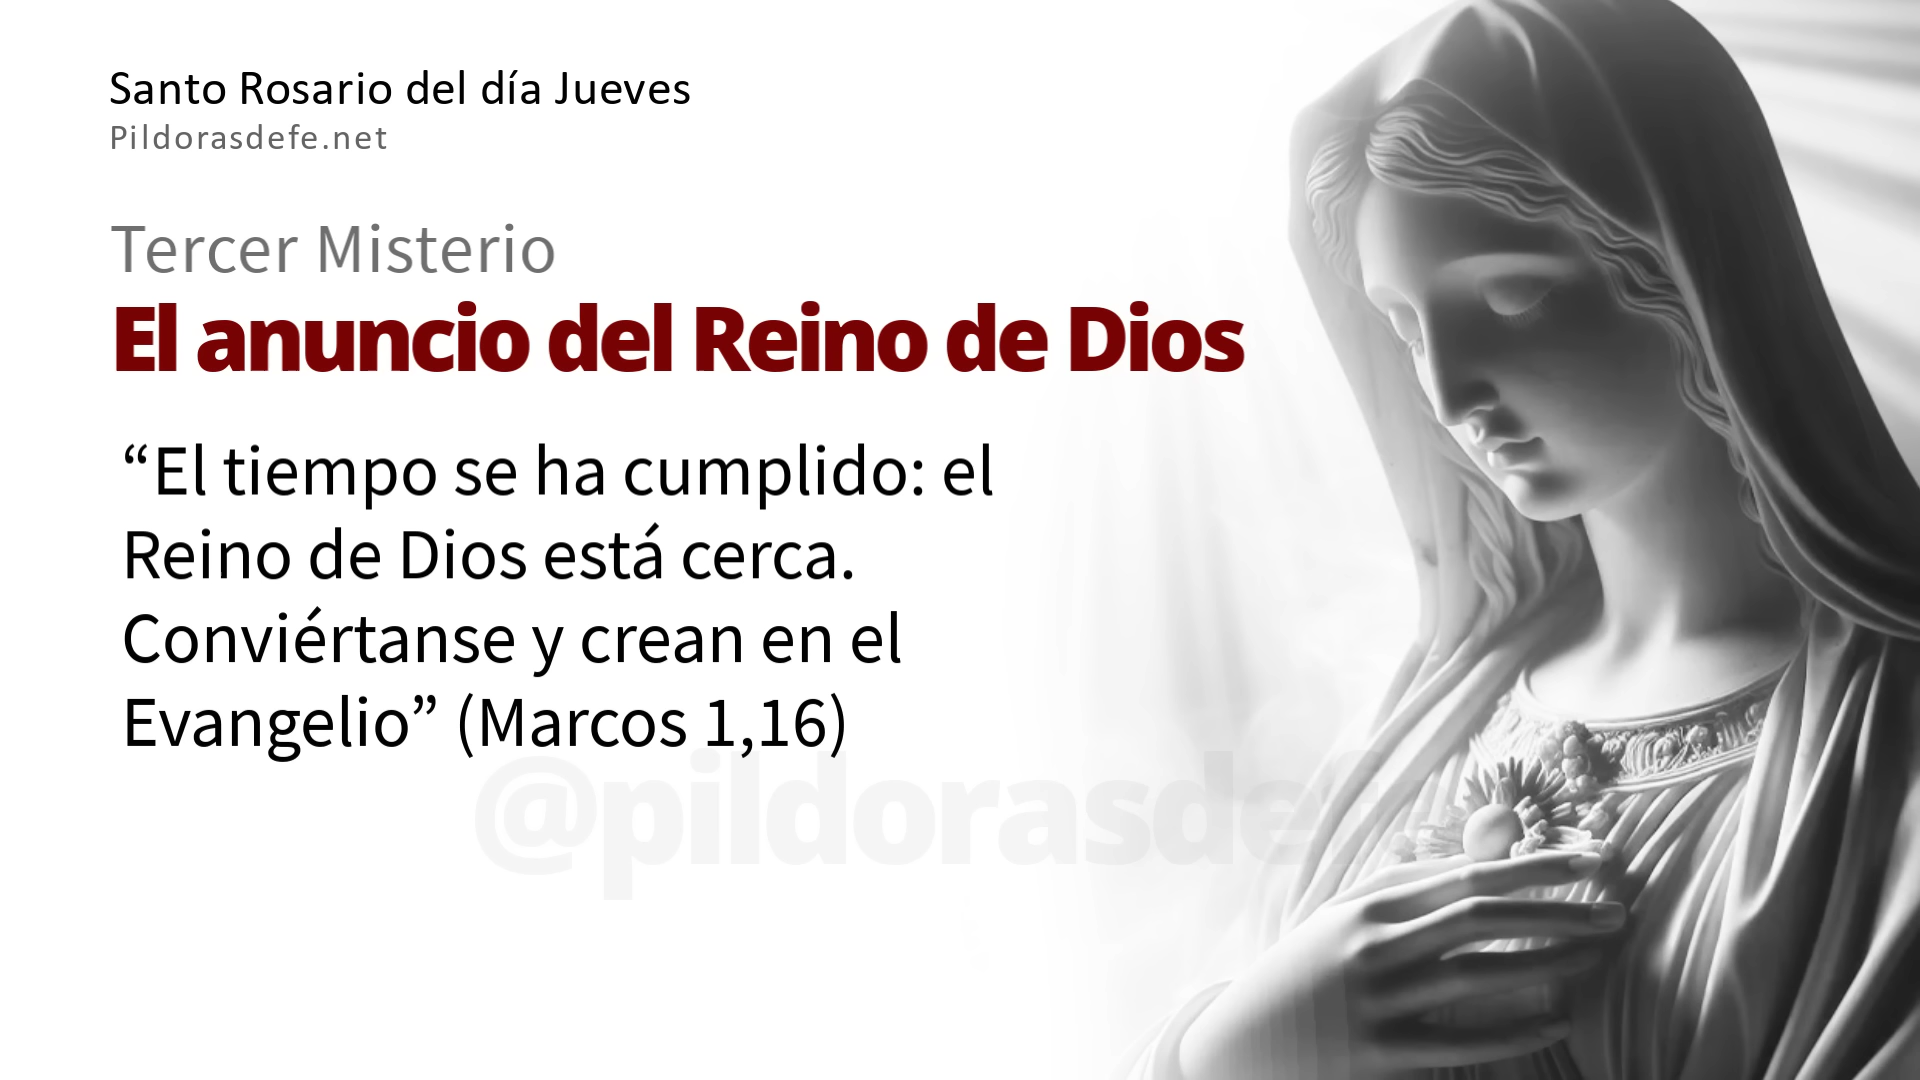 Santo Rosario del día Jueves
Pildorasdefe.net
Tercer Misterio
El anuncio del Reino de Dios
“El tiempo se ha cumplido: el
Reino de Dios está cerca.
Conviértanse y crean en el
Evangelio” (Marcos 1,16)
@pildorasdefe